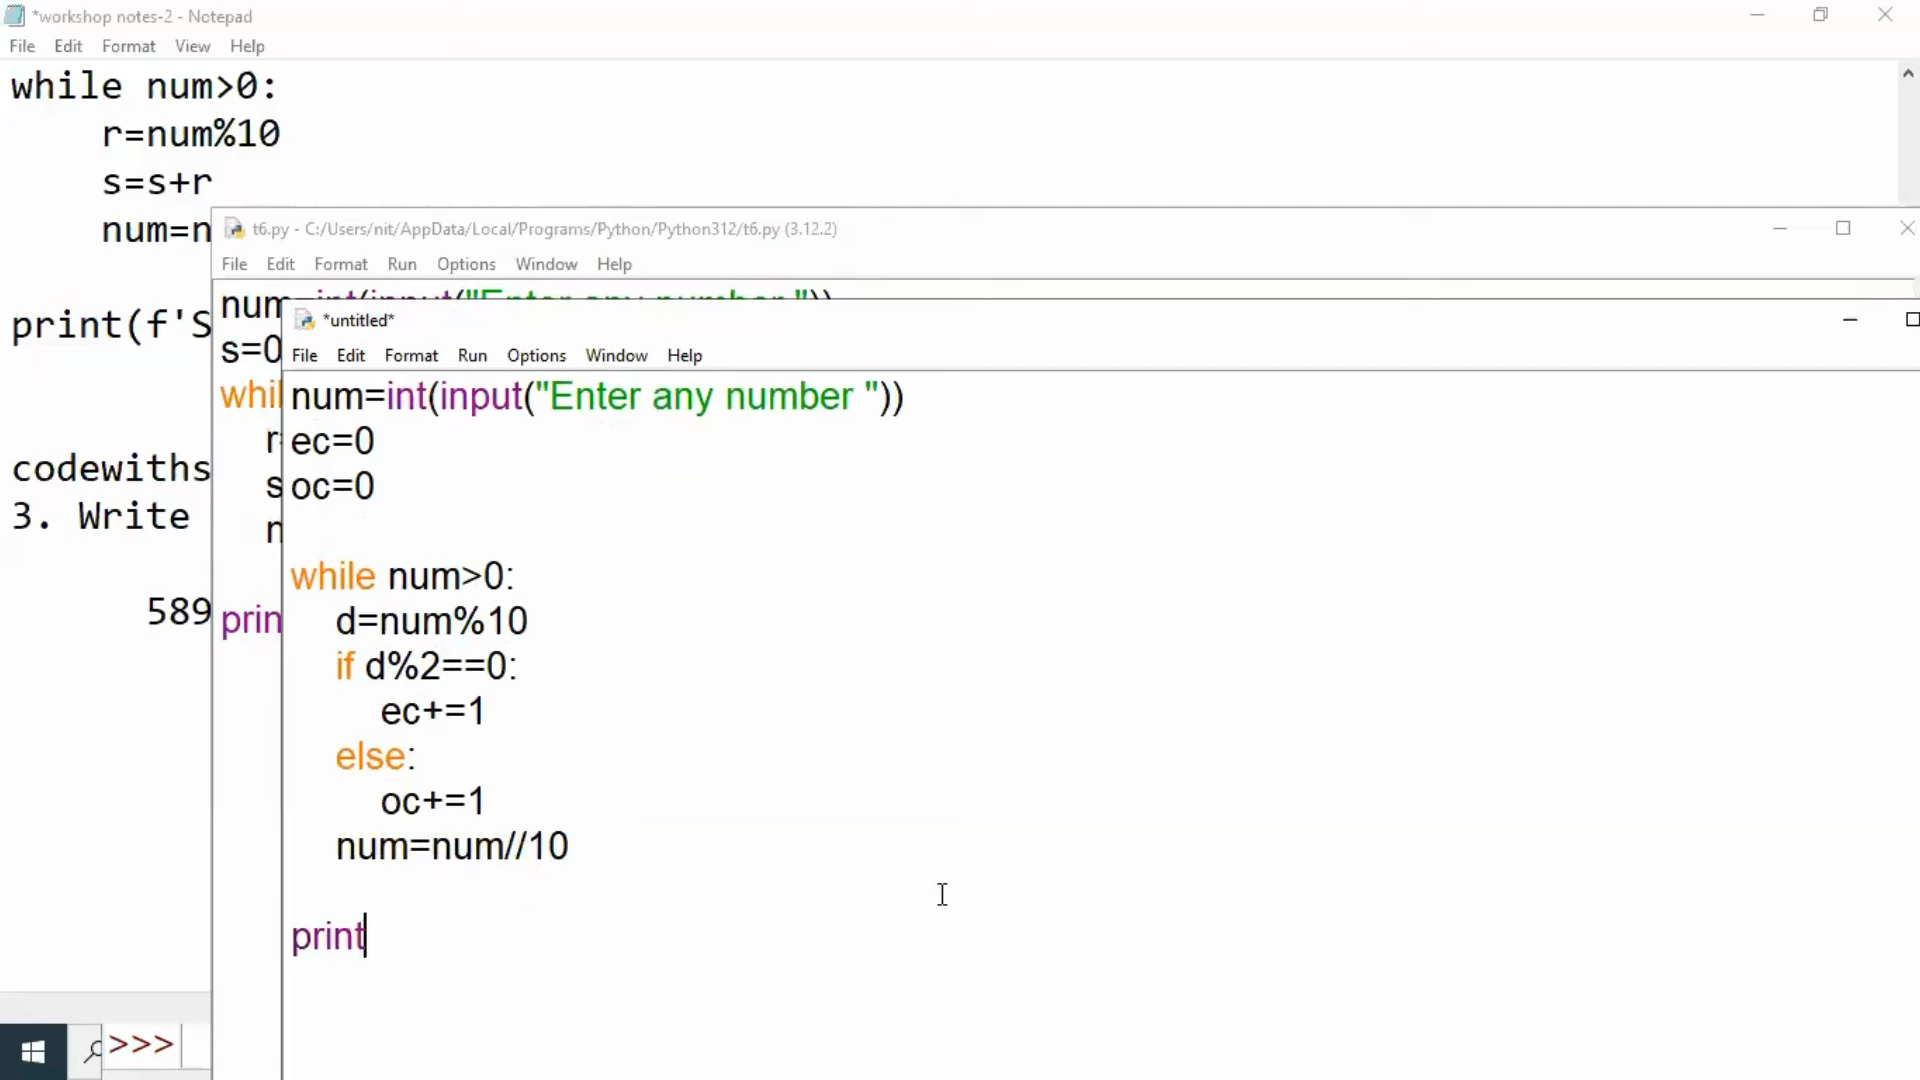 *workshop notes-2 - Notepad
File Edit Format View Help
while num>0:
r=num%10
s=s+r
num=n
print(f'S
codewiths
3. Write
589
t6.py - C:/Users/nit/AppData/Local/Programs/Python/Python312/t6.py (3.12.2)
File Edit Format Run Options Window Help
num=int(input("Enter any number "))
s=0
whil
r
s
n
prin
*untitled*
File Edit Format Run Options Window Help
num=int(input("Enter any number "))
ec=0
oc=0
while num>0:
d=num%10
if d%2==0:
ec+=1
else:
oc+=1
num=num//10
print
>>>